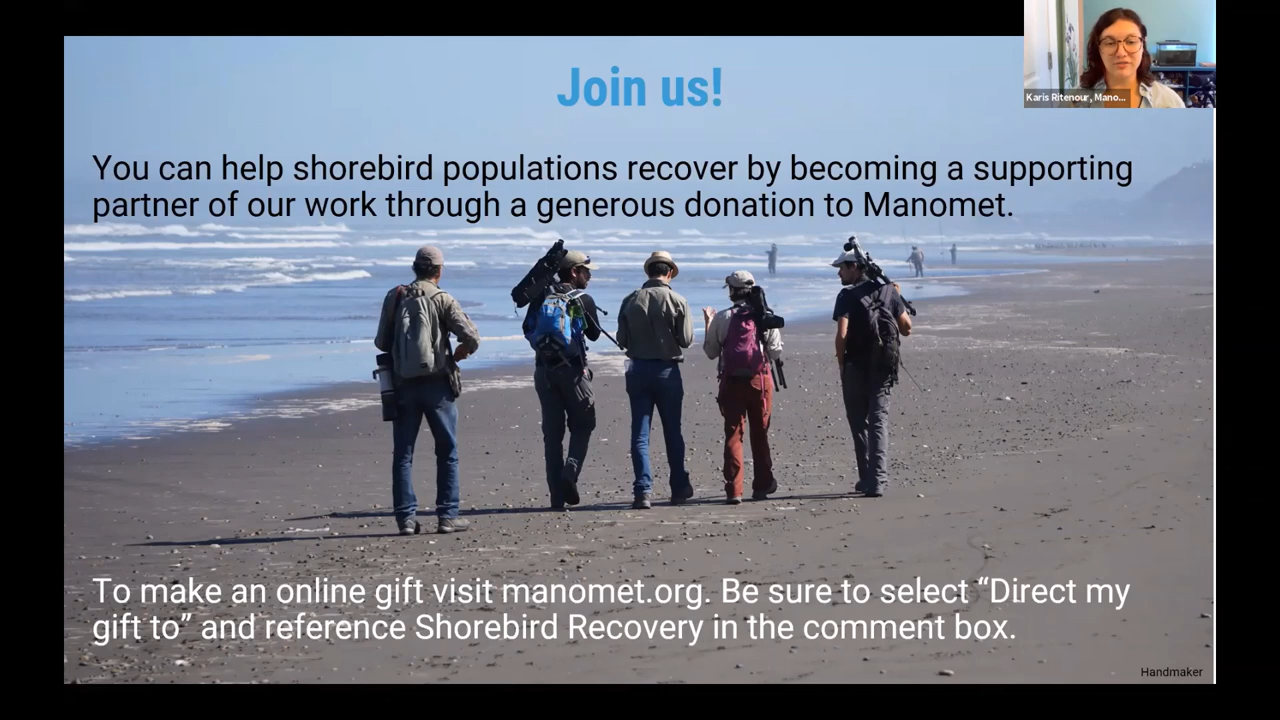 Join us!
Karis Ritenour, Mano...
You can help shorebird populations recover by becoming a supporting
partner of our work through a generous donation to Manomet.
To make an online gift visit manomet.org. Be sure to select “Direct my
gift to” and reference Shorebird Recovery in the comment box.
Handmaker